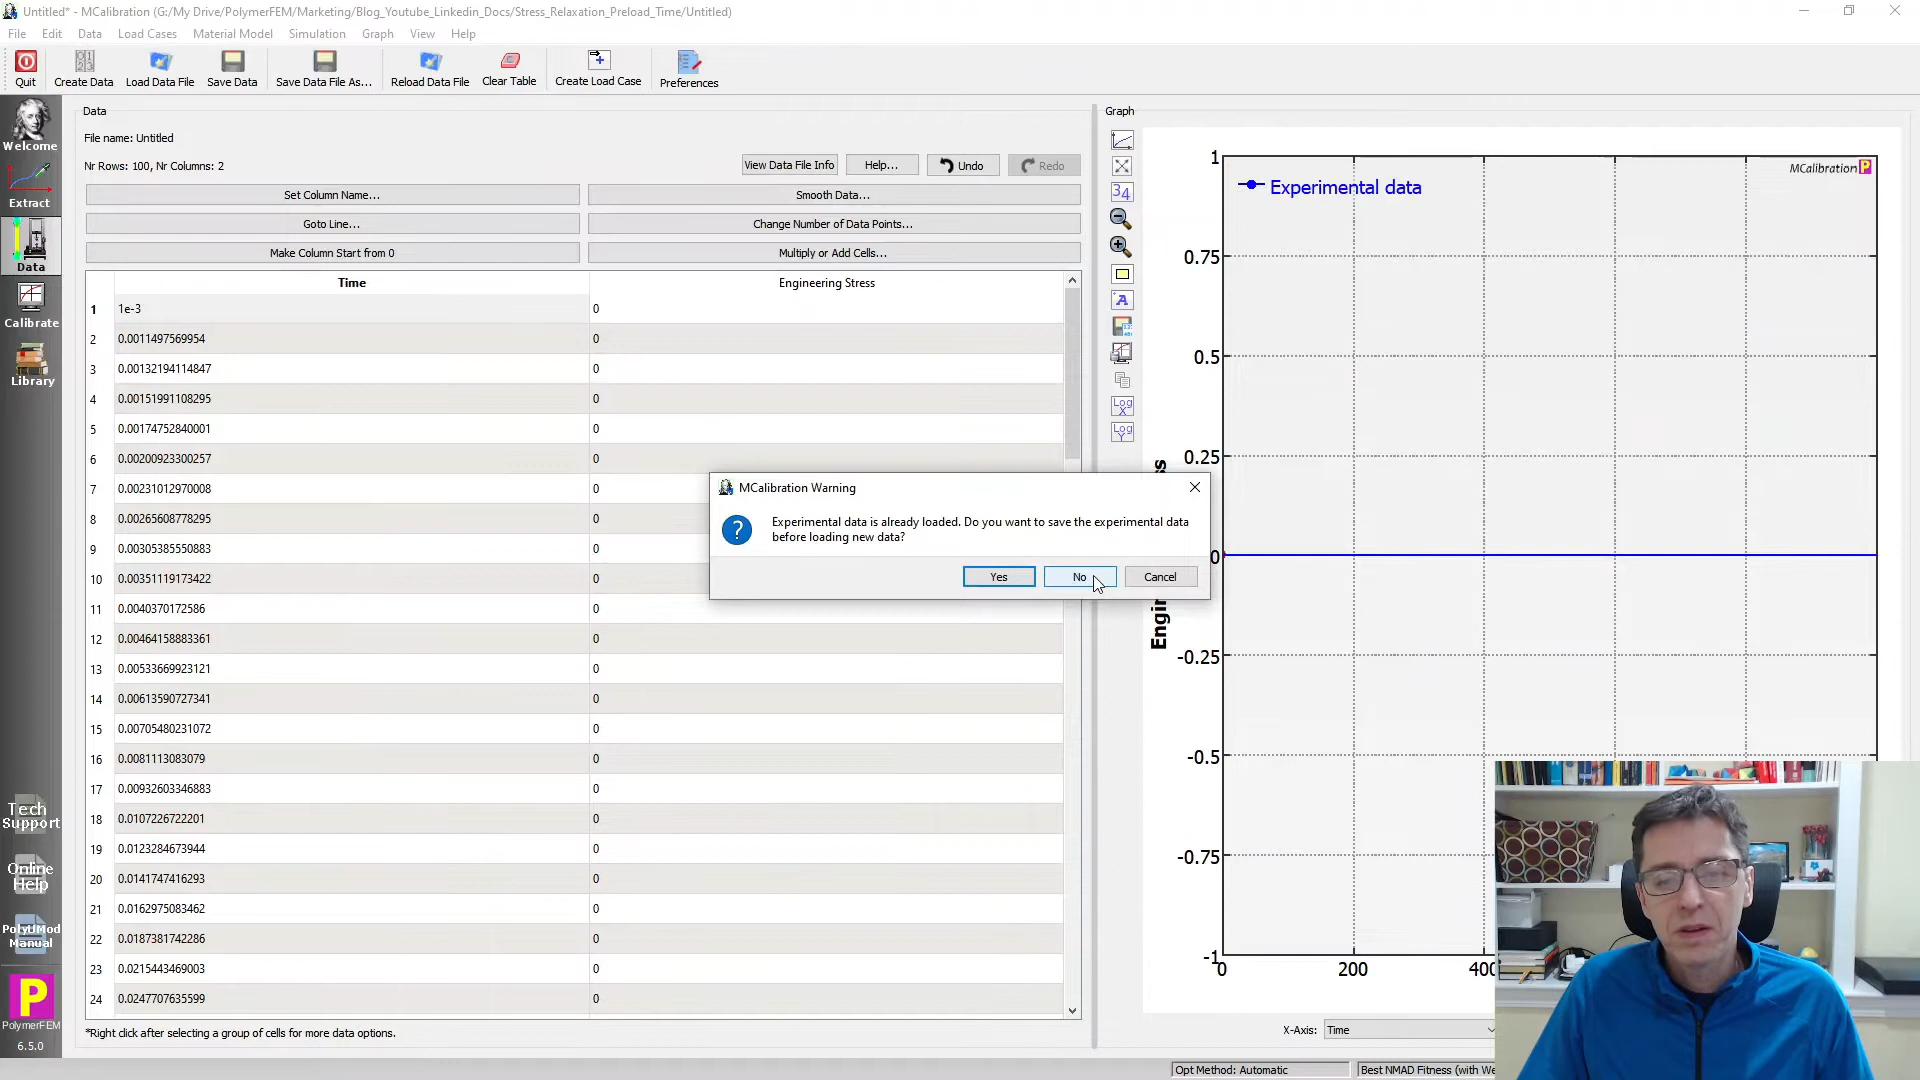 Untitled* - MCalibration (G:/My Drive/PolymerFEM/Marketing/Blog_Youtube_Linkedin_Docs/Stress_Relaxation_Preload_Time/Untitled)
File Edit Data Load Cases Material Model Simulation Graph View Help
Quit Create Data Load Data File Save Data Save Data File As... Reload Data File Clear Table Create Load Case Preferences
Welcome
Extract
Data
Calibrate
Library
Tech
Support
Online
Help
PolyUMod
Manual
PolymerFEM
6.5.0
Data
File name: Untitled
Nr Rows: 100, Nr Columns: 2
View Data File Info Help... Undo Redo
Set Column Name... Smooth Data...
Goto Line... Change Number of Data Points...
Make Column Start from 0 Multiply or Add Cells...
Time Engineering Stress
1 1e-3 0
2 0.0011497569954 0
3 0.00132194114847 0
4 0.00151991108295 0
5 0.00174752840001 0
6 0.00200923300257 0
7 0.00231012970008 0
8 0.00265608778295 0
9 0.00305385550883 0
10 0.00351119173422 0
11 0.0040370172586 0
12 0.00464158883361 0
13 0.00533669923121 0
14 0.00613590727341 0
15 0.00705480231072 0
16 0.0081113083079 0
17 0.00932603346883 0
18 0.0107226722201 0
19 0.0123284673944 0
20 0.0141747416293 0
21 0.0162975083462 0
22 0.0187381742286 0
23 0.0215443469003 0
24 0.0247707635599 0
*Right click after selecting a group of cells for more data options.
MCalibration Warning
Experimental data is already loaded. Do you want to save the experimental data
before loading new data?
Yes No Cancel
Graph
34
A
Log
X
Log
Y
MCalibration P
Experimental data
1
0.75
0.5
0.25
0
-0.25
-0.5
-0.75
-1
0 200
X-Axis: Time
Opt Method: Automatic